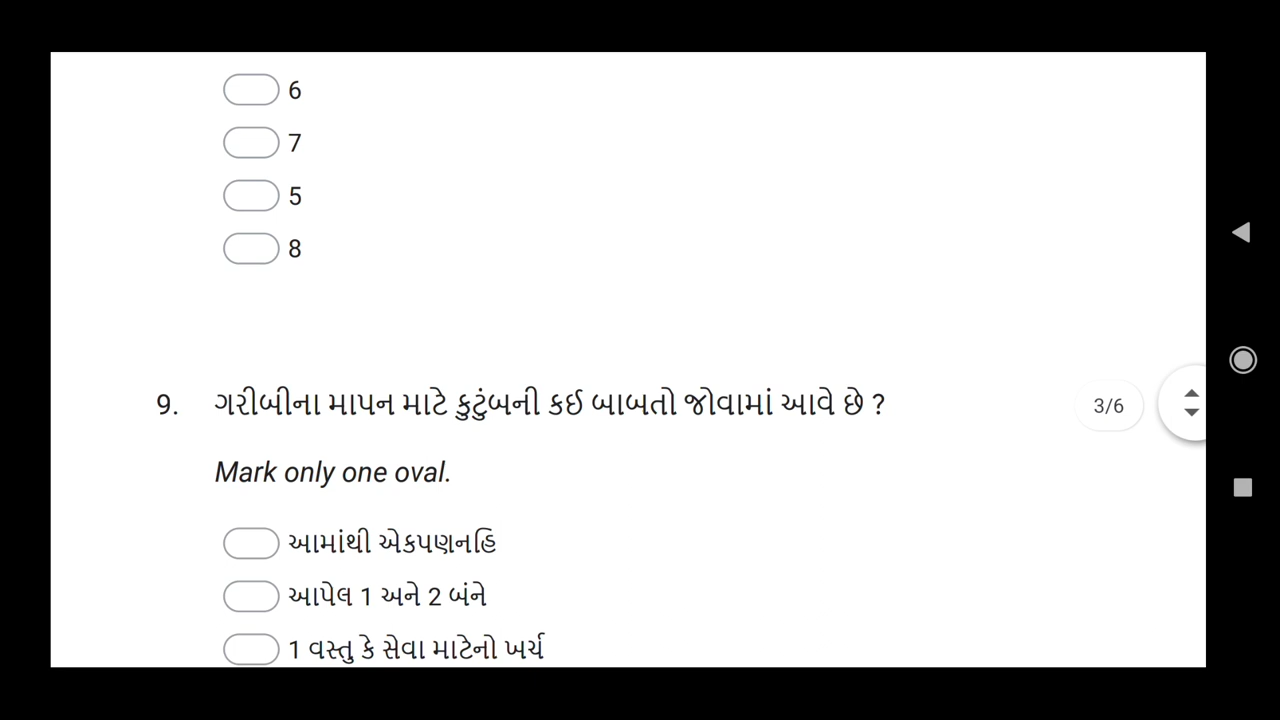 6
7
5
8
9. ગરીબીના માપન માટે કુટુંબની કઈ બાબતો જોવામાં આવે છે ?
3/6
Mark only one oval.
આમાંથી એકપણનહિ
આપેલ 1 અને 2 બંને
1 વસ્તુ કે સેવા માટેનો ખર્ચ